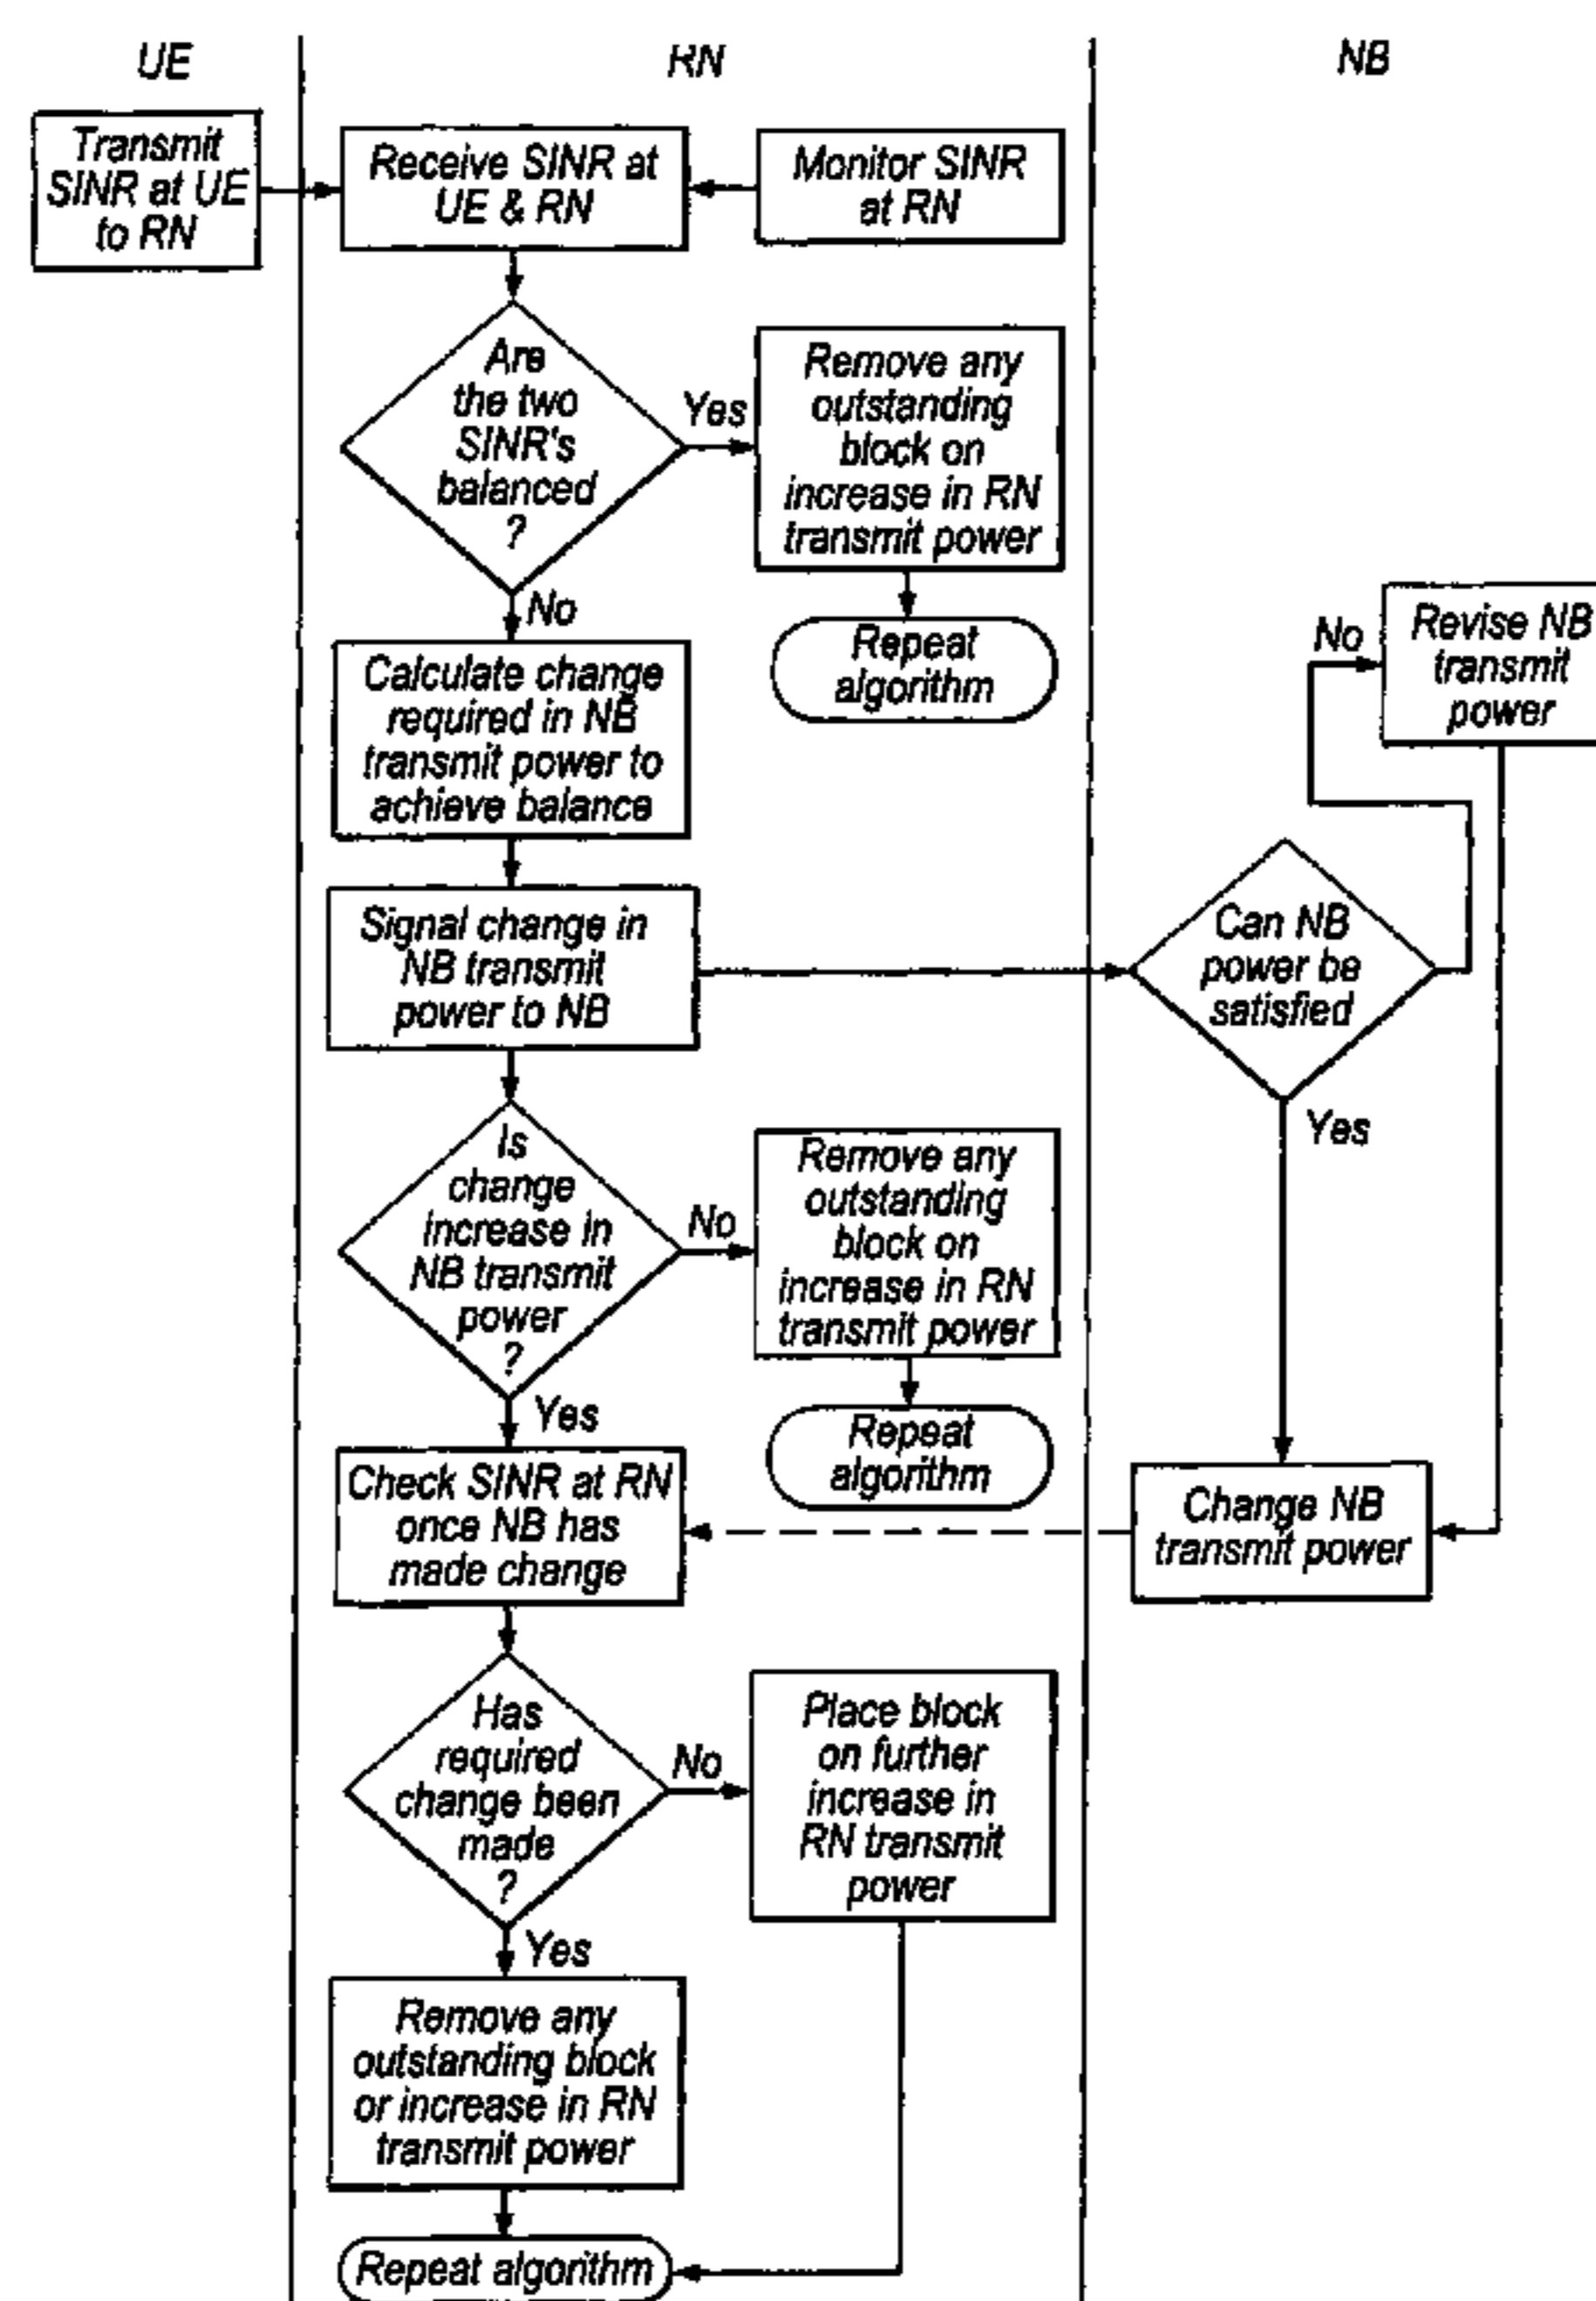 UE
RN
NB
Transmit
SINR at UE
to RN
Receive SINR at
UE & RN
Monitor SINR
at RN
Are
the two
SINR's
balanced
?
Yes
Remove any
outstanding
block on
increase in RN
transmit power
Repeat
algorithm
No
Calculate change
required in NB
transmit power to
achieve balance
Signal change in
NB transmit
power to NB
Can NB
power be
satisfied
No
Revise NB
transmit
power
Yes
Is
change
increase in
NB transmit
power
?
No
Remove any
outstanding
block on
increase in RN
transmit power
Repeat
algorithm
Yes
Check SINR at RN
once NB has
made change
Change NB
transmit power
Has
required
change been
made
?
No
Place block
on further
increase in
RN transmit
power
Yes
Remove any
outstanding block
or increase in RN
transmit power
Repeat algorithm